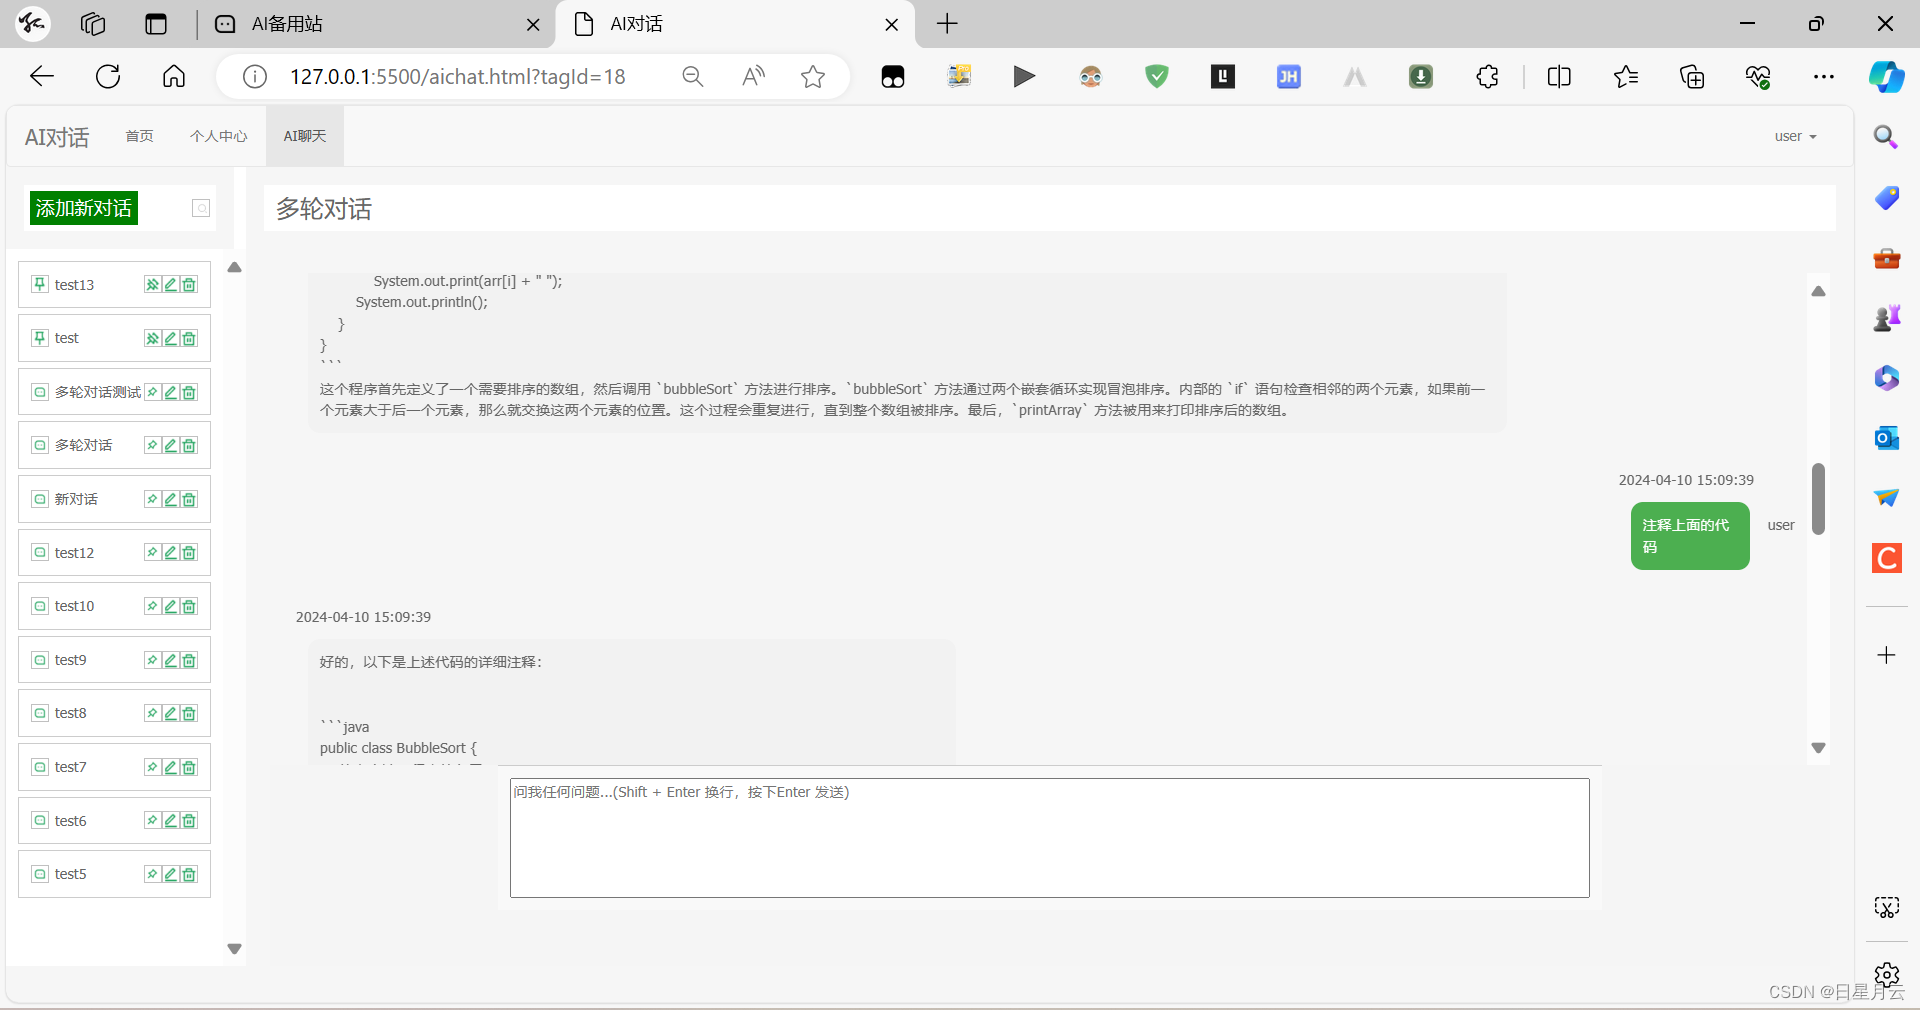 AI备用站
AI对话
127.0.0.1:5500/aichat.html?tagId=18
AI对话
首页
个人中心
AI聊天
user
添加新对话
多轮对话
test13
test
多轮对话测试
多轮对话
新对话
test12
test10
test9
test8
test7
test6
test5
System.out.print(arr[i] + " ");
System.out.println();
}
}
```
这个程序首先定义了一个需要排序的数组，然后调用 `bubbleSort` 方法进行排序。`bubbleSort` 方法通过两个嵌套循环实现冒泡排序。内部的 `if` 语句检查相邻的两个元素，如果前一
个元素大于后一个元素，那么就交换这两个元素的位置。这个过程会重复进行，直到整个数组被排序。最后，`printArray` 方法被用来打印排序后的数组。
2024-04-10 15:09:39
注释上面的代
码
user
2024-04-10 15:09:39
好的，以下是上述代码的详细注释：
```java
public class BubbleSort {
问我任何问题...(Shift + Enter 换行，按下Enter 发送)
CSDN @日星月云